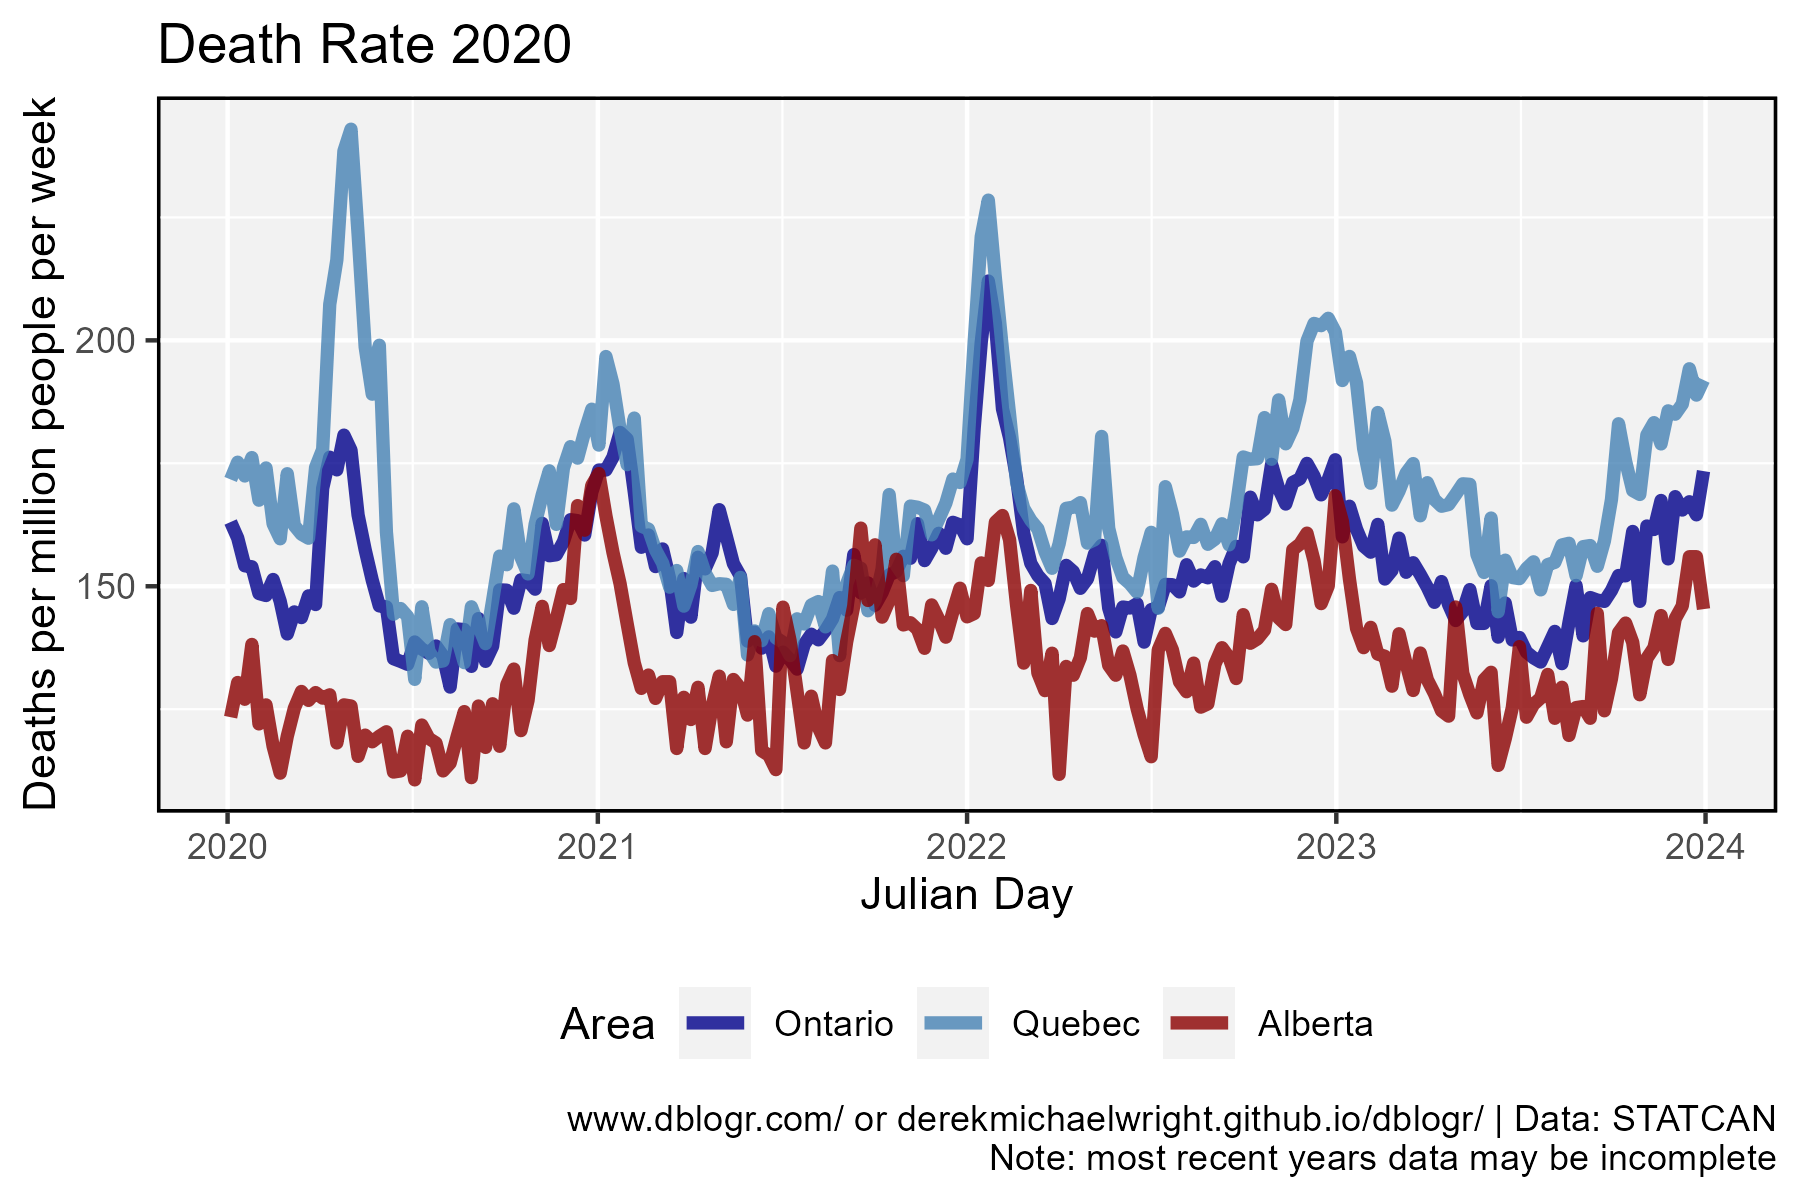 Death Rate 2020
Deaths per million people per week
200
150
2020 2021 2022 2023 2024
Julian Day
Area Ontario Quebec Alberta
www.dblogr.com/ or derekmichaelwright.github.io/dblogr/ | Data: STATCAN
Note: most recent years data may be incomplete